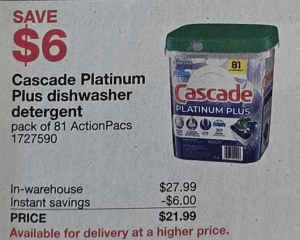 SAVE
$6
Cascade Platinum
Plus dishwasher
detergent
pack of 81 ActionPacs
1727590
81
Cascade
PLATINUM PLUS
In-warehouse $27.99
Instant savings -$6.00
PRICE $21.99
Available for delivery at a higher price.